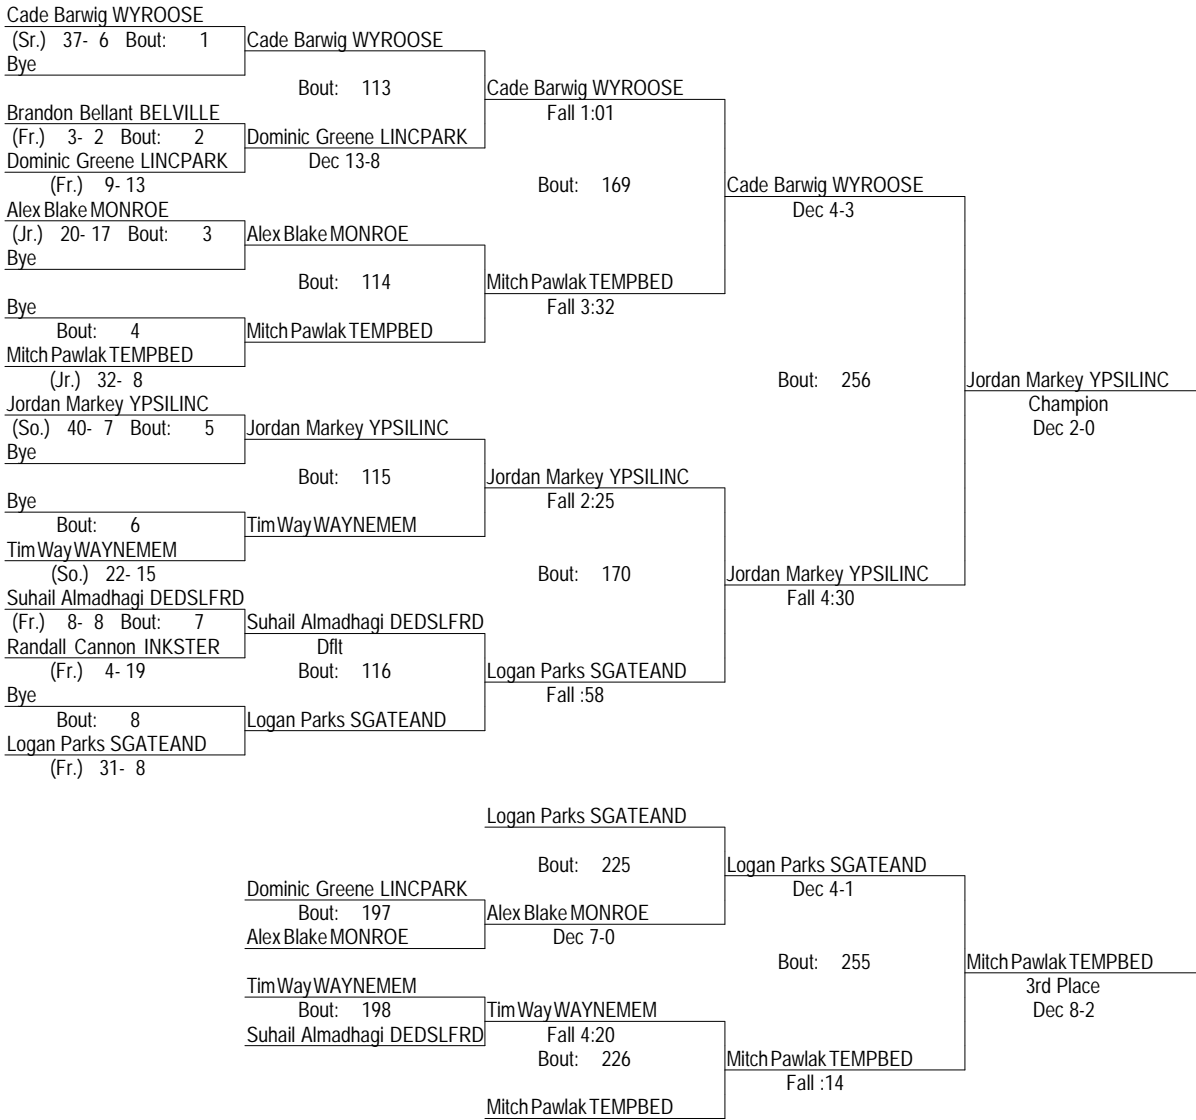 Cade Barwig WYROOSE
(Sr.) 37- 6 Bout: 1 Cade Barwig WYROOSE
Bye
Bout: 113 Cade Barwig WYROOSE
Brandon Bellant BELVILLE Fall 1:01
(Fr.) 3- 2 Bout: 2 Dominic Greene LINCPARK
Dominic Greene LINCPARK Dec 13-8
(Fr.) 9- 13 Bout: 169 Cade Barwig WYROOSE
Alex Blake MONROE Dec 4-3
(Jr.) 20- 17 Bout: 3 Alex Blake MONROE
Bye
Bout: 114 Mitch Pawlak TEMPBED
Bye Fall 3:32
Bout: 4 Mitch Pawlak TEMPBED
Mitch Pawlak TEMPBED
(Jr.) 32- 8 Bout: 256 Jordan Markey YPSILINC
Jordan Markey YPSILINC Champion
(So.) 40- 7 Bout: 5 Jordan Markey YPSILINC Dec 2-0
Bye
Bout: 115 Jordan Markey YPSILINC
Bye Fall 2:25
Bout: 6 Tim Way WAYNEMEM
Tim Way WAYNEMEM
(So.) 22- 15 Bout: 170 Jordan Markey YPSILINC
Suhail Almadhagi DEDSLFRD Fall 4:30
(Fr.) 8- 8 Bout: 7 Suhail Almadhagi DEDSLFRD
Randall Cannon INKSTER Dflt
(Fr.) 4- 19 Bout: 116 Logan Parks SGATEAND
Bye Fall :58
Bout: 8 Logan Parks SGATEAND
Logan Parks SGATEAND
(Fr.) 31- 8
Logan Parks SGATEAND
Bout: 225 Logan Parks SGATEAND
Dominic Greene LINCPARK Dec 4-1
Bout: 197 Alex Blake MONROE
Alex Blake MONROE Dec 7-0
Bout: 255 Mitch Pawlak TEMPBED
Tim Way WAYNEMEM 3rd Place
Bout: 198 Tim Way WAYNEMEM Dec 8-2
Suhail Almadhagi DEDSLFRD Fall 4:20
Bout: 226 Mitch Pawlak TEMPBED
Fall :14
Mitch Pawlak TEMPBED